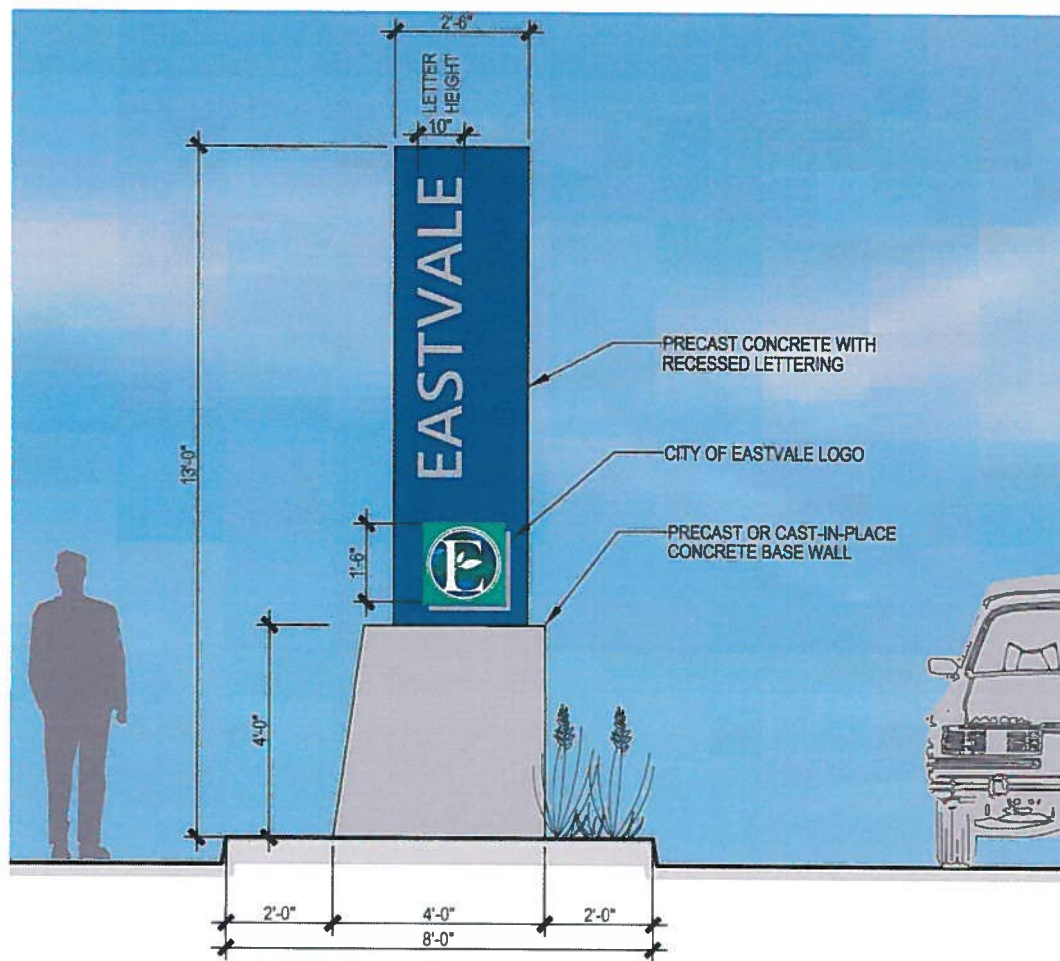 2'-6"
LETTER
HEIGHT
10"
EASTVALE
13'-0"
PRECAST CONCRETE WITH
RECESSED LETTERING
CITY OF EASTVALE LOGO
1'-6"
E
PRECAST OR CAST-IN-PLACE
CONCRETE BASE WALL
4'-0"
2'-0"
4'-0"
2'-0"
8'-0"